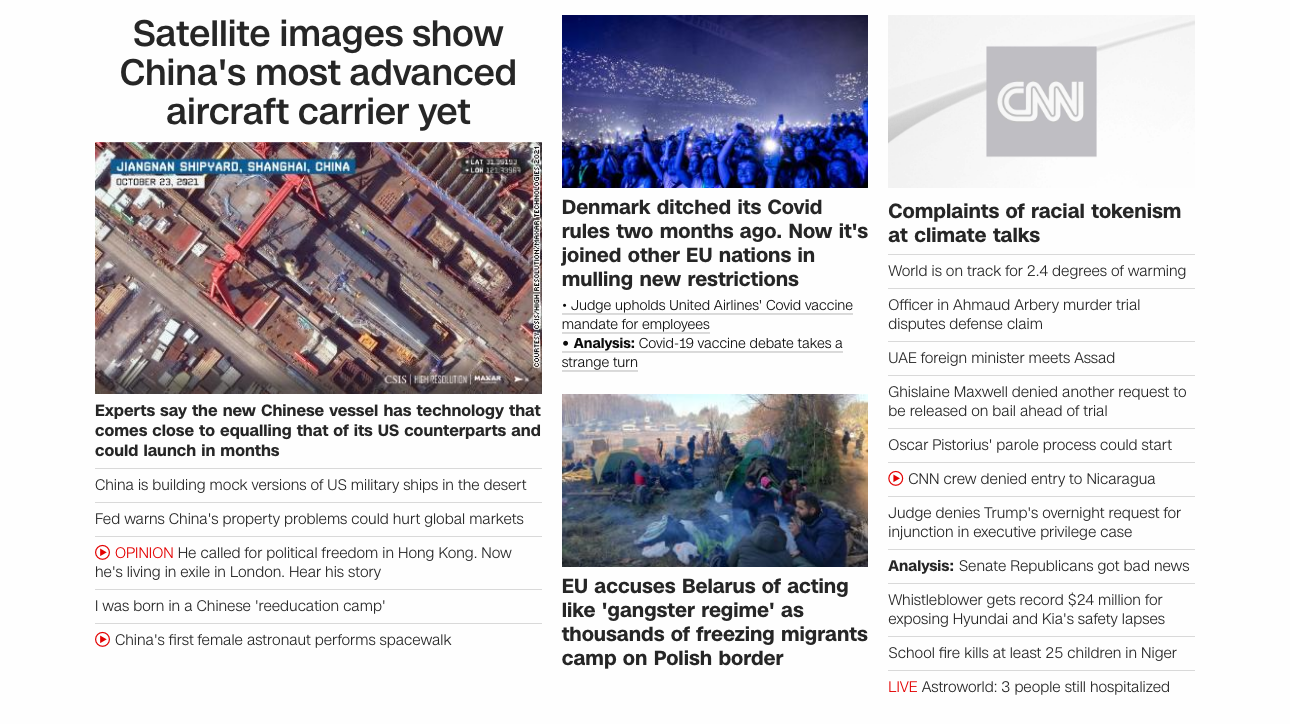 Satellite images show
China's most advanced
aircraft carrier yet
JIANGNAN SHIPYARD, SHANGHAI, CHINA
OCTOBER 23, 2021
COURTESY CSIS/HIGH RESOLUTION/MAXAR TECHNOLOGIES 2021
CSIS | HIGH RESOLUTION | MAXAR
Experts say the new Chinese vessel has technology that
comes close to equalling that of its US counterparts and
could launch in months
China is building mock versions of US military ships in the desert
Fed warns China's property problems could hurt global markets
OPINION He called for political freedom in Hong Kong. Now
he's living in exile in London. Hear his story
I was born in a Chinese 'reeducation camp'
China's first female astronaut performs spacewalk
Denmark ditched its Covid
rules two months ago. Now it's
joined other EU nations in
mulling new restrictions
• Judge upholds United Airlines' Covid vaccine
mandate for employees
• Analysis: Covid-19 vaccine debate takes a
strange turn
EU accuses Belarus of acting
like 'gangster regime' as
thousands of freezing migrants
camp on Polish border
CNN
Complaints of racial tokenism
at climate talks
World is on track for 2.4 degrees of warming
Officer in Ahmaud Arbery murder trial
disputes defense claim
UAE foreign minister meets Assad
Ghislaine Maxwell denied another request to
be released on bail ahead of trial
Oscar Pistorius' parole process could start
CNN crew denied entry to Nicaragua
Judge denies Trump's overnight request for
injunction in executive privilege case
Analysis: Senate Republicans got bad news
Whistleblower gets record $24 million for
exposing Hyundai and Kia's safety lapses
School fire kills at least 25 children in Niger
LIVE Astroworld: 3 people still hospitalized